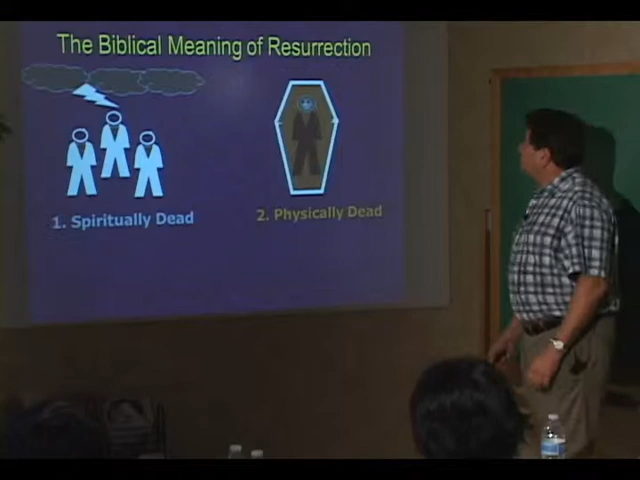 The Biblical Meaning of Resurrection
1. Spiritually Dead
2. Physically Dead